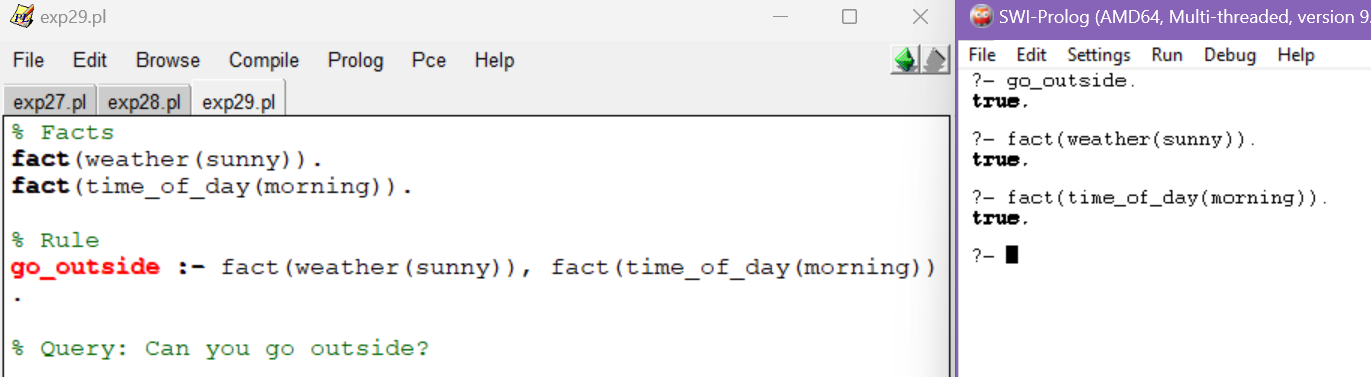 exp29.pl
File Edit Browse Compile Prolog Pce Help
exp27.pl exp28.pl exp29.pl
% Facts
fact(weather(sunny)).
fact(time_of_day(morning)).
% Rule
go_outside :- fact(weather(sunny)), fact(time_of_day(morning))
.
% Query: Can you go outside?
SWI-Prolog (AMD64, Multi-threaded, version 9.
File Edit Settings Run Debug Help
?- go_outside.
true.
?- fact(weather(sunny)).
true.
?- fact(time_of_day(morning)).
true.
?-